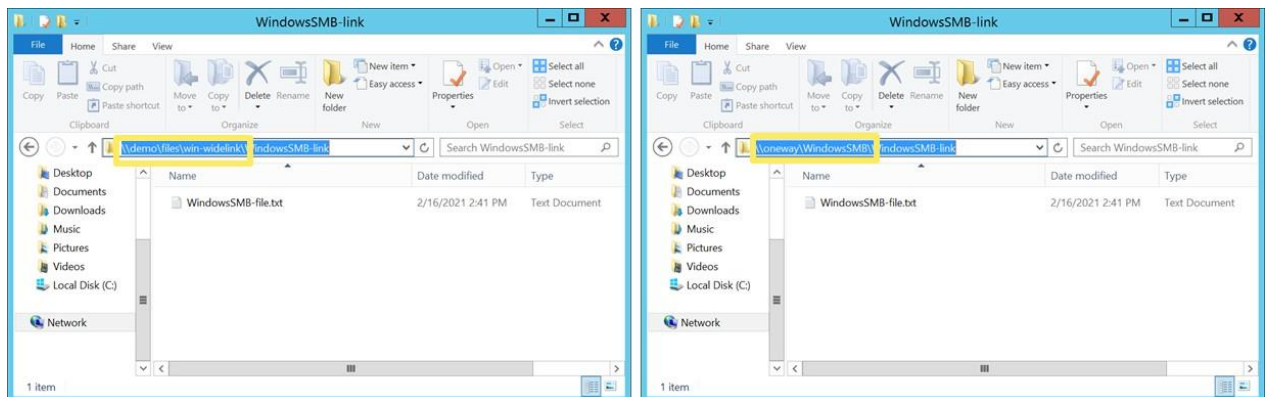 WindowsSMB-link
File Home Share View
Copy
Paste
Cut
Copy path
Paste shortcut
Clipboard
Move to
Copy to
Delete
Rename
Organize
New folder
New item
Easy access
New
Properties
Open
Edit
Open
Select all
Select none
Invert selection
Select
\\demo\files\win-widelink\WindowsSMB-link
Search WindowsSMB-link
Desktop
Documents
Downloads
Music
Pictures
Videos
Local Disk (C:)
Network
Name Date modified Type
WindowsSMB-file.txt 2/16/2021 2:41 PM Text Document
1 item
WindowsSMB-link
File Home Share View
Copy
Paste
Cut
Copy path
Paste shortcut
Clipboard
Move to
Copy to
Delete
Rename
Organize
New folder
New item
Easy access
New
Properties
Open
Edit
Open
Select all
Select none
Invert selection
Select
\\oneway\WindowsSMB\WindowsSMB-link
Search WindowsSMB-link
Desktop
Documents
Downloads
Music
Pictures
Videos
Local Disk (C:)
Network
Name Date modified Type
WindowsSMB-file.txt 2/16/2021 2:41 PM Text Document
1 item